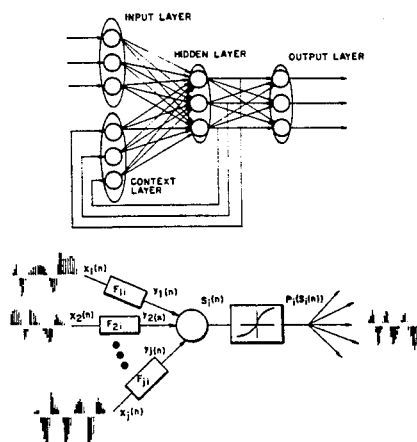 INPUT LAYER
HIDDEN LAYER
OUTPUT LAYER
CONTEXT
LAYER
x₁(n)
F₁ᵢ
y₁(n)
x₂(n)
F₂ᵢ
y₂(n)
Sᵢ(n)
Pᵢ(Sᵢ(n))
yⱼ(n)
Fⱼᵢ
xⱼ(n)